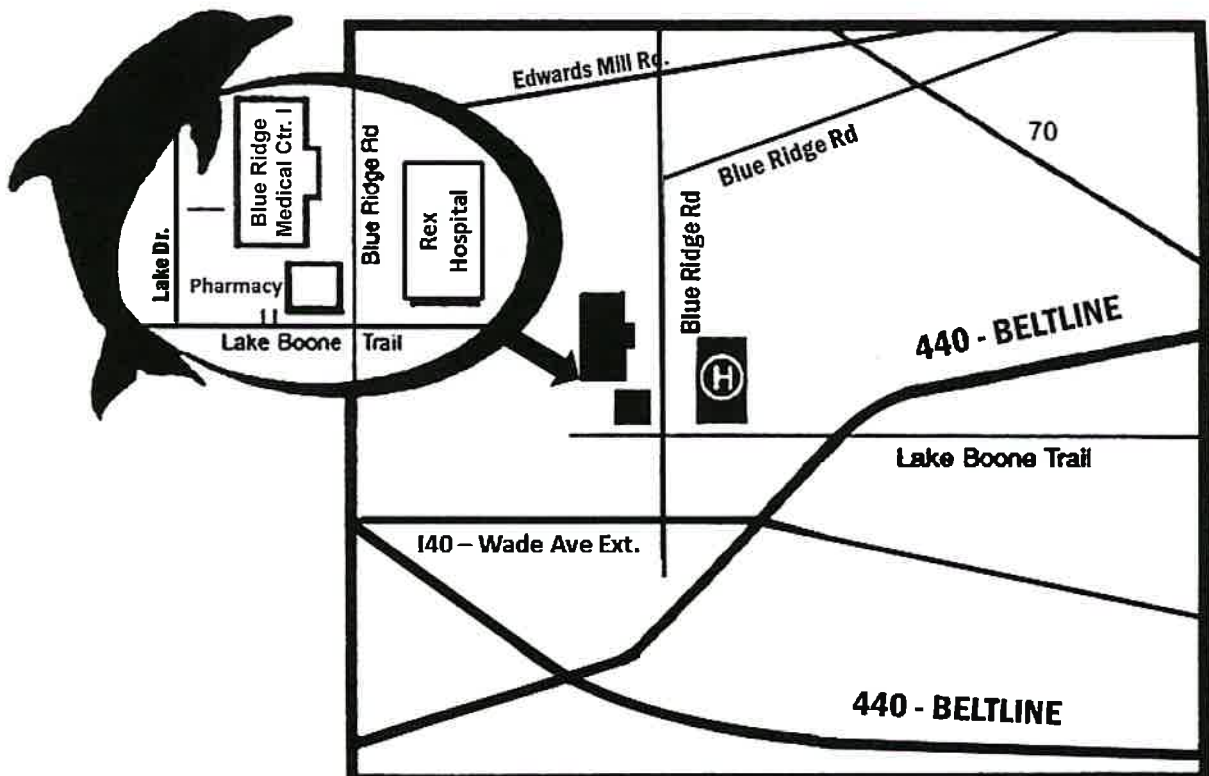 Edwards Mill Rd.
Blue Ridge Rd
70
Blue Ridge Rd
440 - BELTLINE
H
Lake Boone Trail
I40 – Wade Ave Ext.
440 - BELTLINE
Blue Ridge
Medical Ctr. I
Blue Ridge Rd
Rex
Hospital
Lake Dr.
Pharmacy
Lake Boone Trail